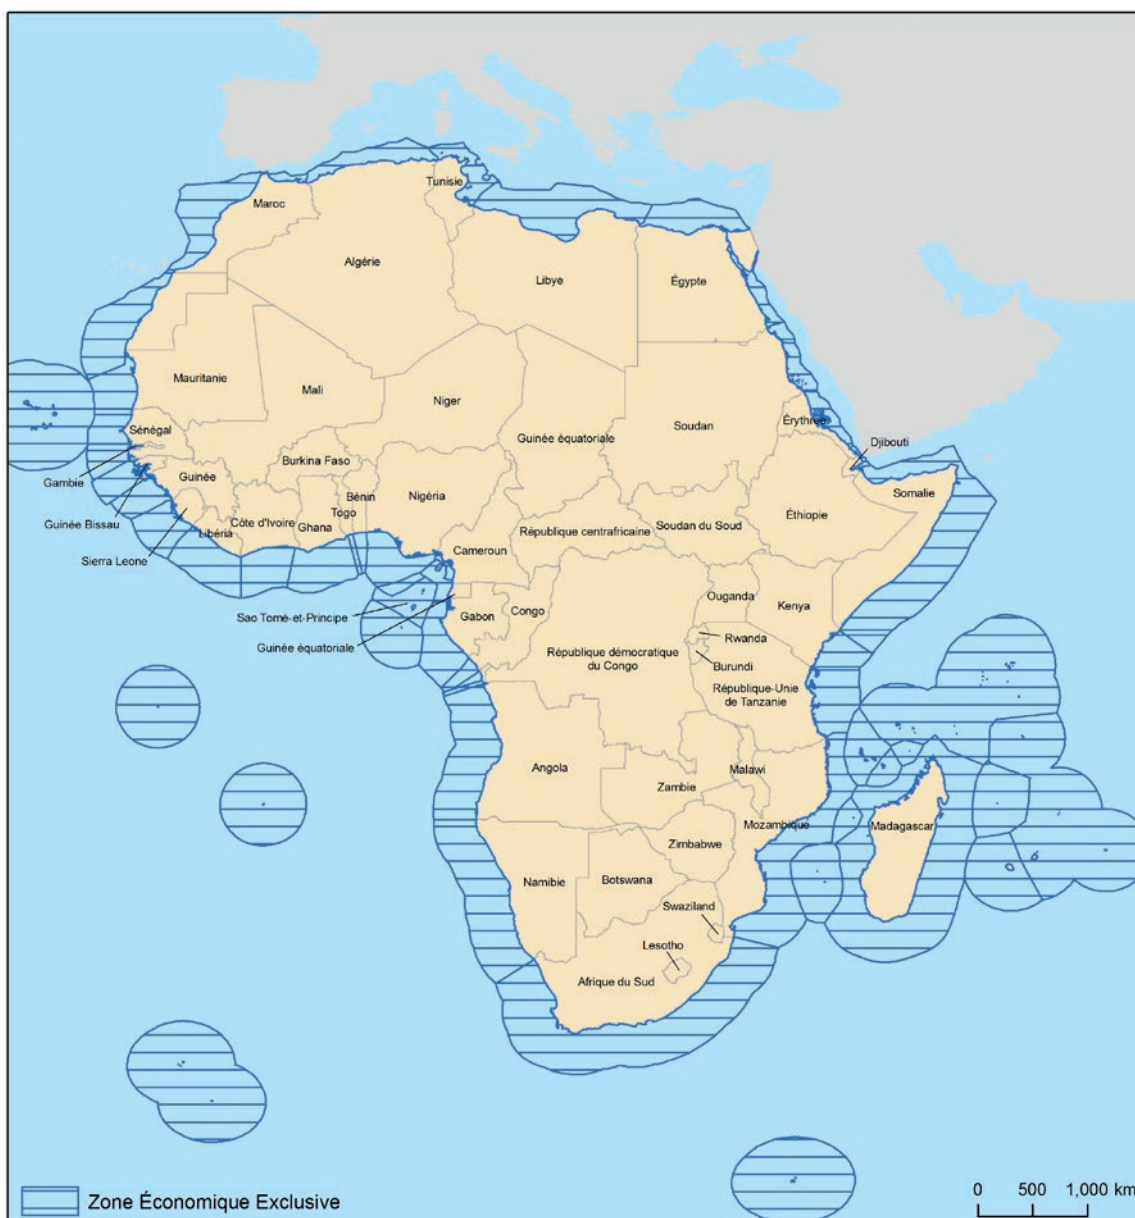 Tunisie
Maroc
Algérie
Libye
Égypte
Mauritanie
Mali
Niger
Guinée équatoriale
Soudan
Érythrée
Sénégal
Djibouti
Burkina Faso
Gambie
Guinée
Bénin
Nigéria
Somalie
Guinée Bissau
Côte d'Ivoire
Ghana
Togo
Libéria
République centrafricaine
Soudan du Soud
Éthiopie
Sierra Leone
Cameroun
Sao Tomé-et-Principe
Gabon
Congo
Ouganda
Kenya
Guinée équatoriale
Rwanda
République démocratique
du Congo
Burundi
République-Unie
de Tanzanie
Angola
Malawi
Zambie
Mozambique
Madagascar
Zimbabwe
Namibie
Botswana
Swaziland
Lesotho
Afrique du Sud
Zone Économique Exclusive
0 500 1,000 km